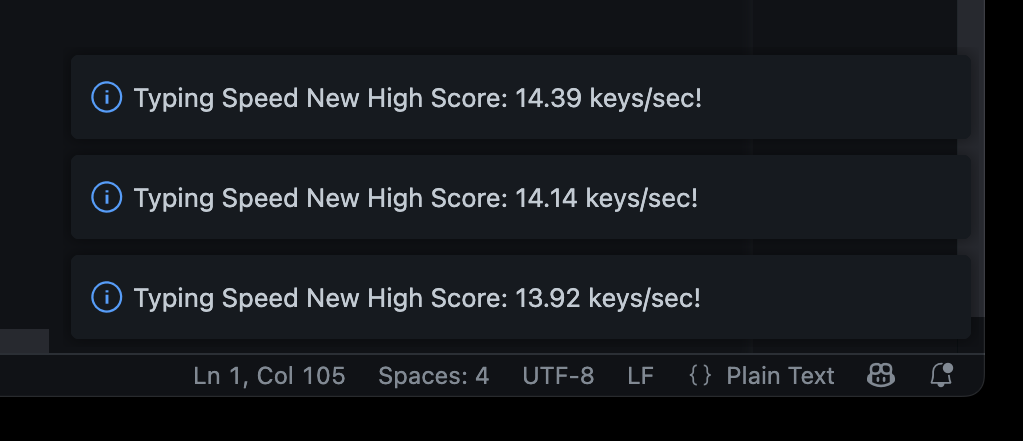 Typing Speed New High Score: 14.39 keys/sec!
Typing Speed New High Score: 14.14 keys/sec!
Typing Speed New High Score: 13.92 keys/sec!
Ln 1, Col 105 Spaces: 4 UTF-8 LF {} Plain Text